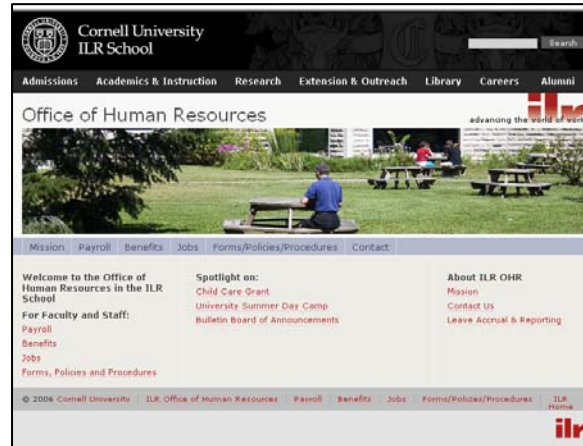 Cornell University
ILR School
Search
Admissions Academics & Instruction Research Extension & Outreach Library Careers Alumni
Office of Human Resources
ilr
advancing the world of work
Mission Payroll Benefits Jobs Forms/Policies/Procedures Contact
Welcome to the Office of
Human Resources in the ILR
School
For Faculty and Staff:
Payroll
Benefits
Jobs
Forms, Policies and Procedures
Spotlight on:
Child Care Grant
University Summer Day Camp
Bulletin Board of Announcements
About ILR OHR
Mission
Contact Us
Leave Accrual & Reporting
© 2006 Cornell University | ILR Office of Human Resources | Payroll | Benefits | Jobs | Forms/Policies/Procedures | ILR
Home
ilr